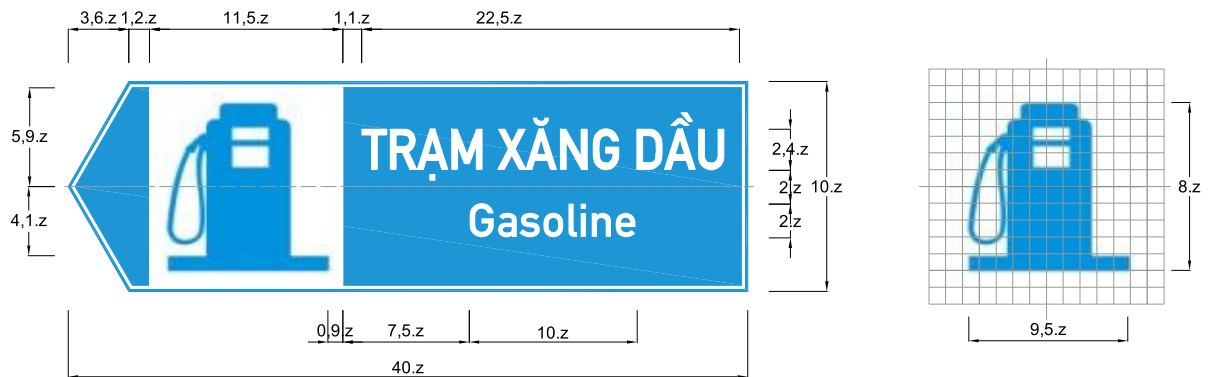 3,6.z 1,2.z 11,5.z 1,1.z 22,5.z
5,9.z
4,1.z
TRẠM XĂNG DẦU
Gasoline
2,4.z
2.z
2.z
10.z
8.z
0,9.z 7,5.z 10.z
9,5.z
40.z